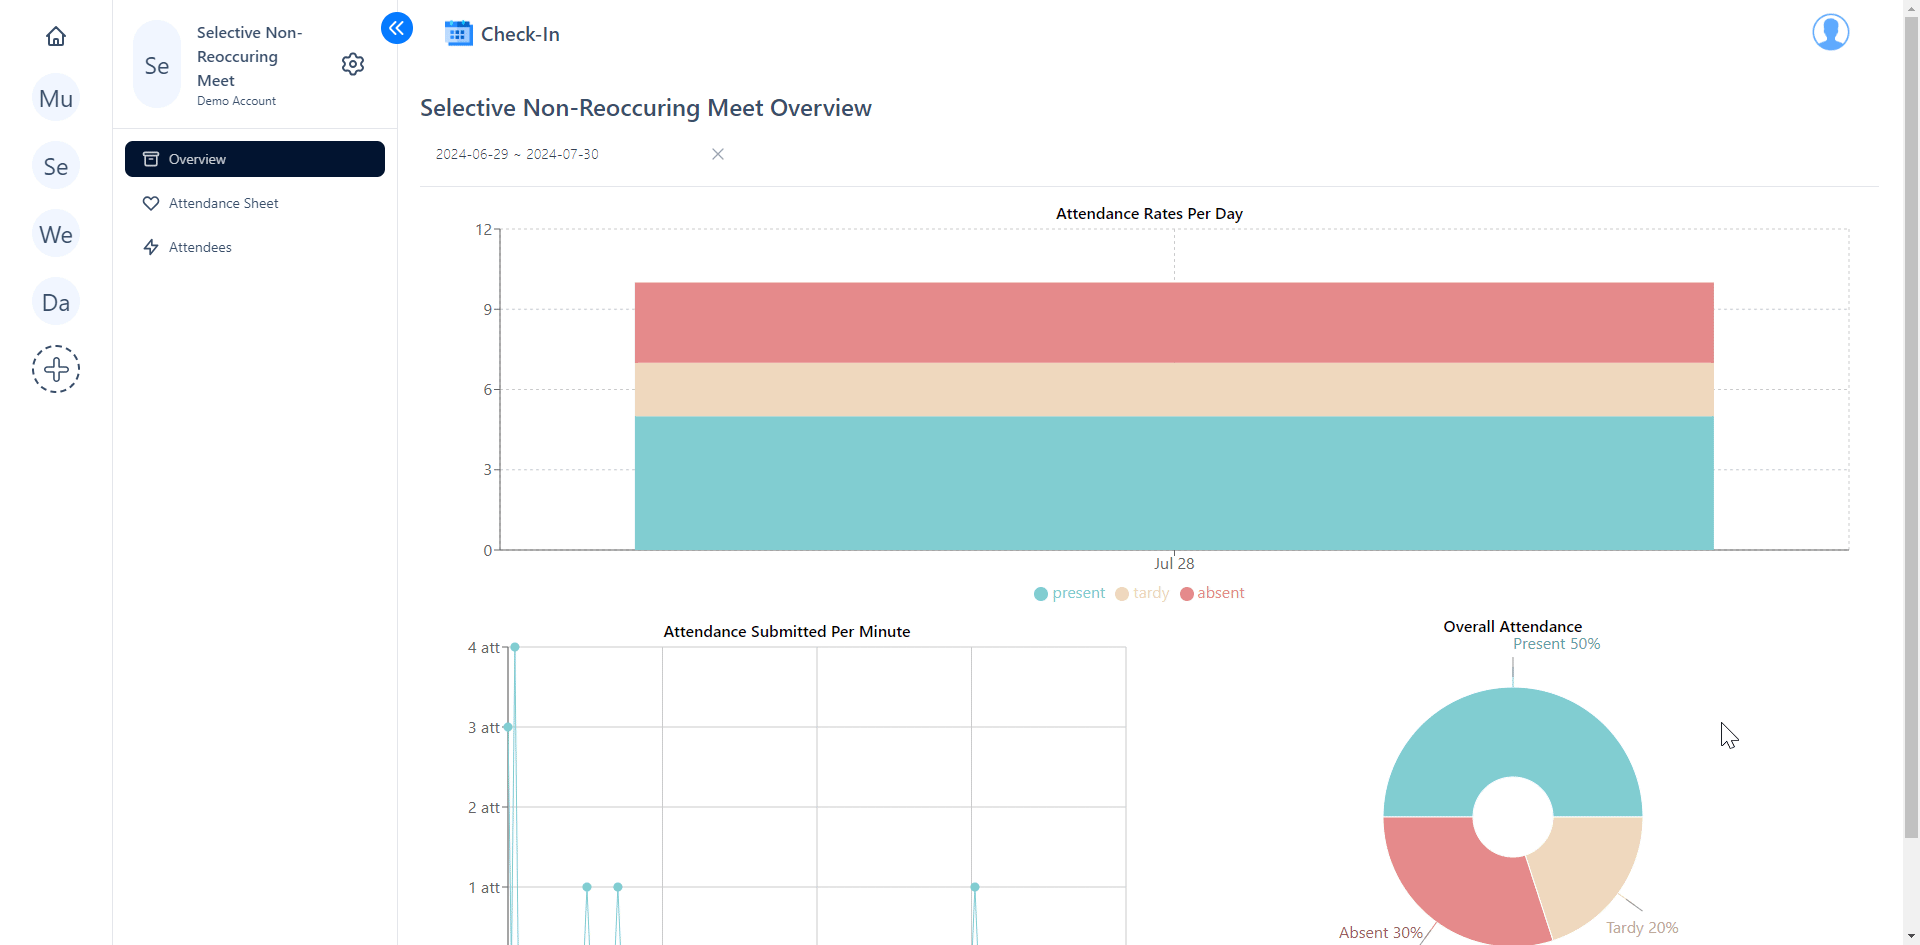 Mu
Se
We
Da
Se
Selective Non-
Reoccuring
Meet
Demo Account
Overview
Attendance Sheet
Attendees
Check-In
Selective Non-Reoccuring Meet Overview
2024-06-29 ~ 2024-07-30
Attendance Rates Per Day
12
9
6
3
0
Jul 28
present tardy absent
Attendance Submitted Per Minute
4 att
3 att
2 att
1 att
Overall Attendance
Present 50%
Absent 30%
Tardy 20%